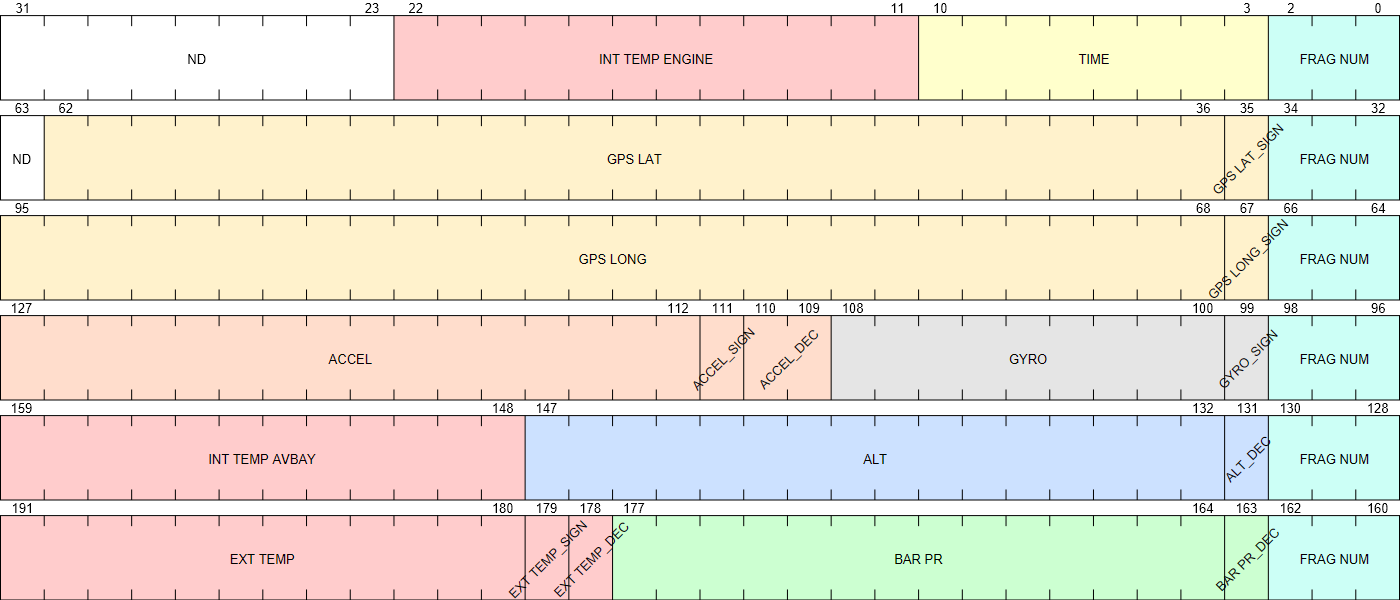 31 23 22 11 10 3 2 0
ND INT TEMP ENGINE TIME FRAG NUM
63 62 36 35 34 32
ND GPS LAT GPS LAT_SIGN FRAG NUM
95 68 67 66 64
GPS LONG GPS LONG_SIGN FRAG NUM
127 112 111 110 109 108 100 99 98 96
ACCEL ACCEL_SIGN ACCEL_DEC GYRO GYRO_SIGN FRAG NUM
159 148 147 132 131 130 128
INT TEMP AVBAY ALT ALT_DEC FRAG NUM
191 180 179 178 177 164 163 162 160
EXT TEMP EXT TEMP_SIGN EXT TEMP_DEC BAR PR BAR PR_DEC FRAG NUM